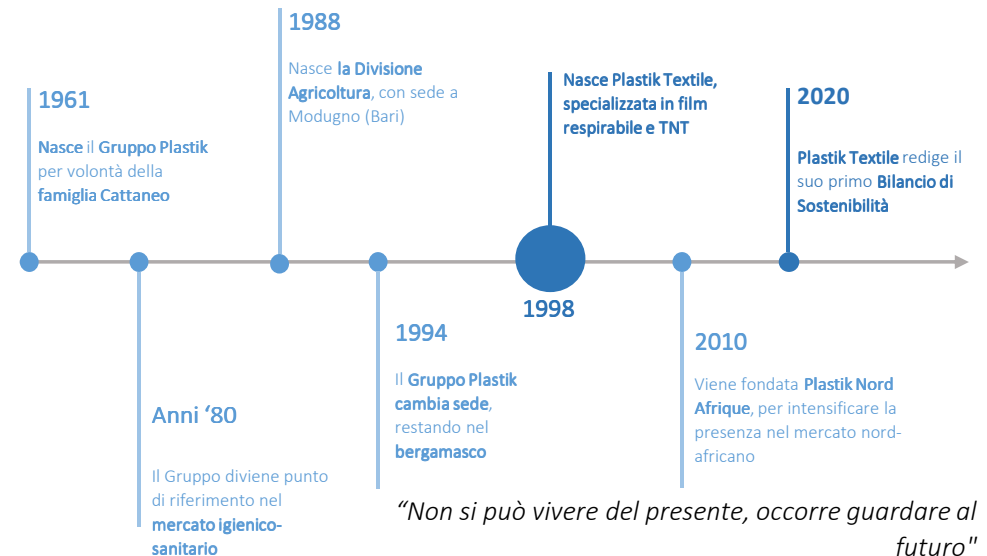 1961
Nasce il Gruppo Plastik
per volontà della
famiglia Cattaneo
Anni ‘80
Il Gruppo diviene punto
di riferimento nel
mercato igienico-
sanitario
1988
Nasce la Divisione
Agricoltura, con sede a
Modugno (Bari)
1994
Il Gruppo Plastik
cambia sede,
restando nel
bergamasco
Nasce Plastik Textile,
specializzata in film
respirabile e TNT
1998
2010
Viene fondata Plastik Nord
Afrique, per intensificare la
presenza nel mercato nord-
africano
2020
Plastik Textile redige il
suo primo Bilancio di
Sostenibilità
“Non si può vivere del presente, occorre guardare al
futuro"